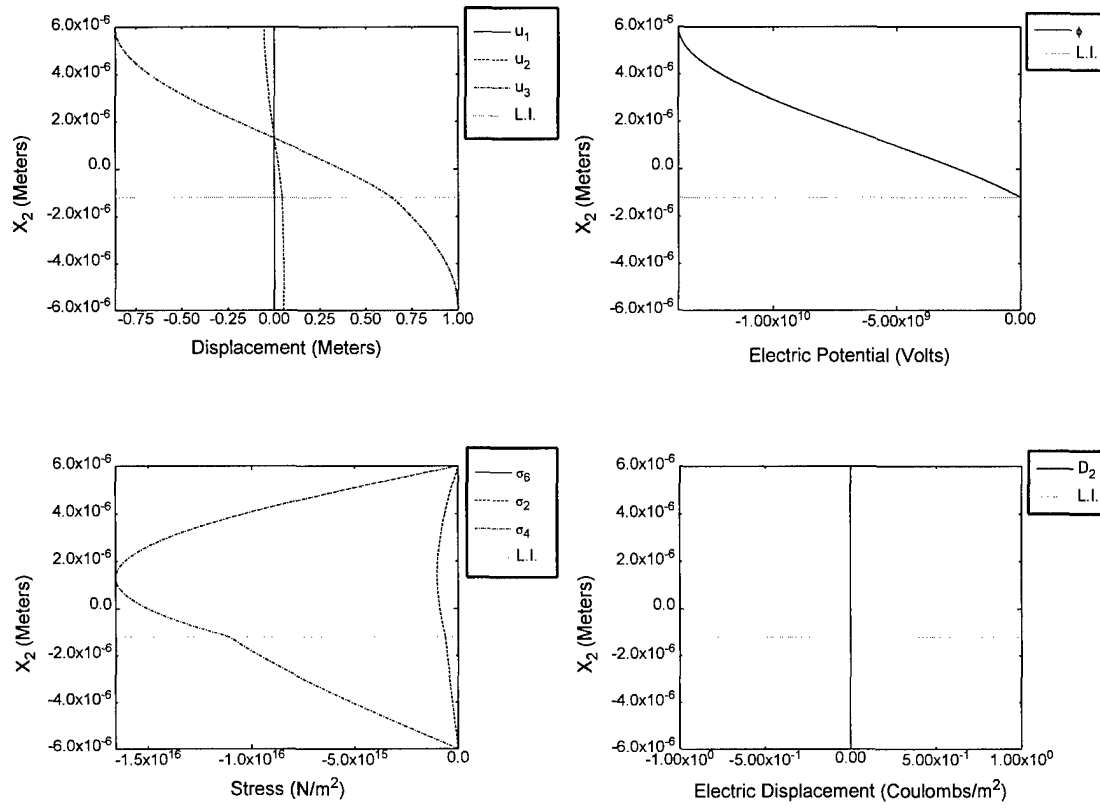 X₂ (Meters)
6.0x10⁻⁶
4.0x10⁻⁶
2.0x10⁻⁶
0.0
-2.0x10⁻⁶
-4.0x10⁻⁶
-6.0x10⁻⁶
-0.75 -0.50 -0.25 0.00 0.25 0.50 0.75 1.00
Displacement (Meters)
u₁
u₂
u₃
L.I.
X₂ (Meters)
6.0x10⁻⁶
4.0x10⁻⁶
2.0x10⁻⁶
0.0
-2.0x10⁻⁶
-4.0x10⁻⁶
-6.0x10⁻⁶
-1.00x10¹⁰ -5.00x10⁹ 0.00
Electric Potential (Volts)
ϕ
L.I.
X₂ (Meters)
6.0x10⁻⁶
4.0x10⁻⁶
2.0x10⁻⁶
0.0
-2.0x10⁻⁶
-4.0x10⁻⁶
-6.0x10⁻⁶
-1.5x10¹⁶ -1.0x10¹⁶ -5.0x10¹⁵ 0.0
Stress (N/m²)
σ₆
σ₂
σ₄
L.I.
X₂ (Meters)
6.0x10⁻⁶
4.0x10⁻⁶
2.0x10⁻⁶
0.0
-2.0x10⁻⁶
-4.0x10⁻⁶
-6.0x10⁻⁶
-1.00x10⁰ -5.00x10⁻¹ 0.00 5.00x10⁻¹ 1.00x10⁰
Electric Displacement (Coulombs/m²)
D₂
L.I.